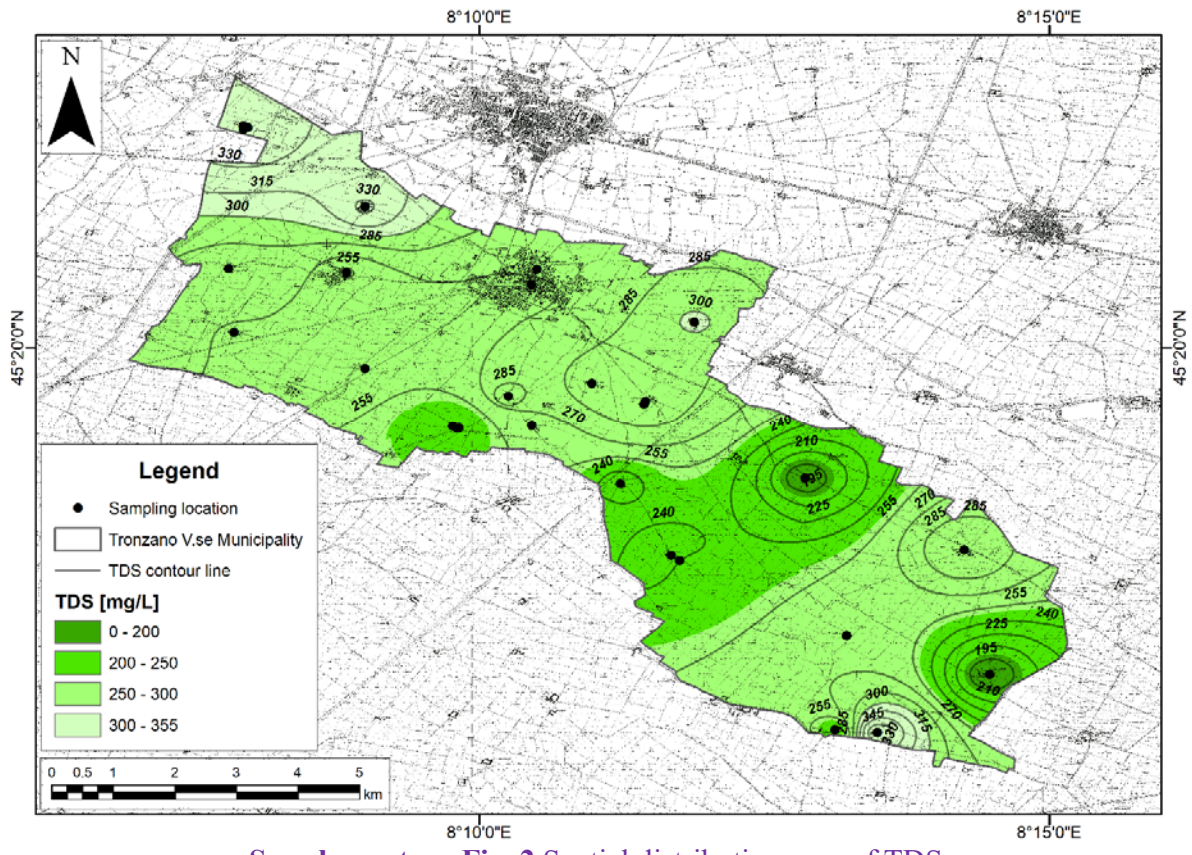 8°10'0"E
8°15'0"E
N
330
315
330
300
285
285
255
300
285
45°20'0"N
45°20'0"N
285
255
270
240
210
255
240
195
225
255
270
285
285
240
255
240
225
195
210
300
255
285
345
330
315
270
Legend
Sampling location
Tronzano V.se Municipality
TDS contour line
TDS [mg/L]
0 - 200
200 - 250
250 - 300
300 - 355
0 0.5 1 2 3 4 5
km
8°10'0"E
8°15'0"E